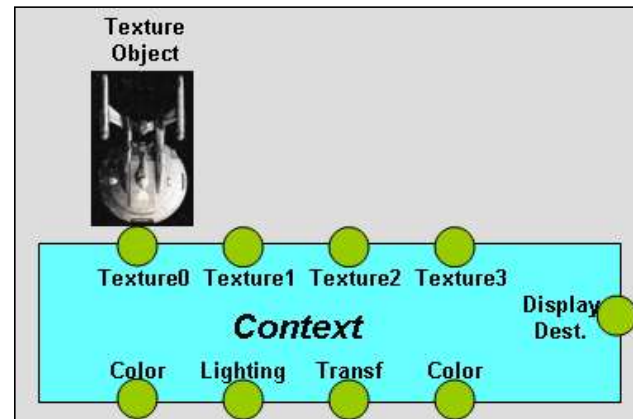 Texture
Object
Texture0 Texture1 Texture2 Texture3
Display
Dest.
Context
Color Lighting Transf Color